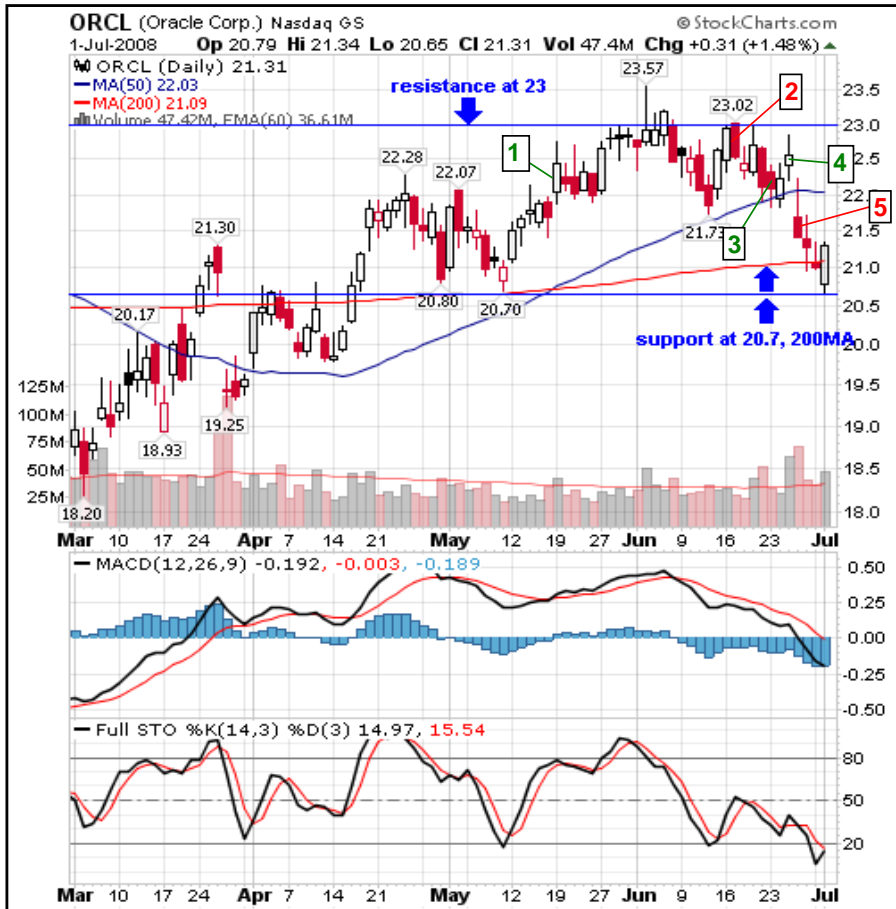 ORCL (Oracle Corp.) Nasdaq GS © StockCharts.com
1-Jul-2008 Op 20.79 Hi 21.34 Lo 20.65 Cl 21.31 Vol 47.4M Chg +0.31 (+1.48%)
ORCL (Daily) 21.31
MA(50) 22.03
MA(200) 21.09
Volume 47.42M, EMA(60) 36.61M
resistance at 23
23.57
23.02
2
1
4
22.28
22.07
5
21.30
21.73
3
20.80
20.70
support at 20.7, 200MA
20.17
19.25
18.93
18.20
23.5
23.0
22.5
22.0
21.5
21.0
20.5
20.0
19.5
19.0
18.5
18.0
125M
100M
75M
50M
25M
Mar 10 17 24 Apr 7 14 21 May 12 19 27 Jun 9 16 23 Jul
MACD(12,26,9) -0.192, -0.003, -0.189
0.50
0.25
0.00
-0.25
-0.50
Full STO %K(14,3) %D(3) 14.97, 15.54
80
50
20
Mar 10 17 24 Apr 7 14 21 May 12 19 27 Jun 9 16 23 Jul